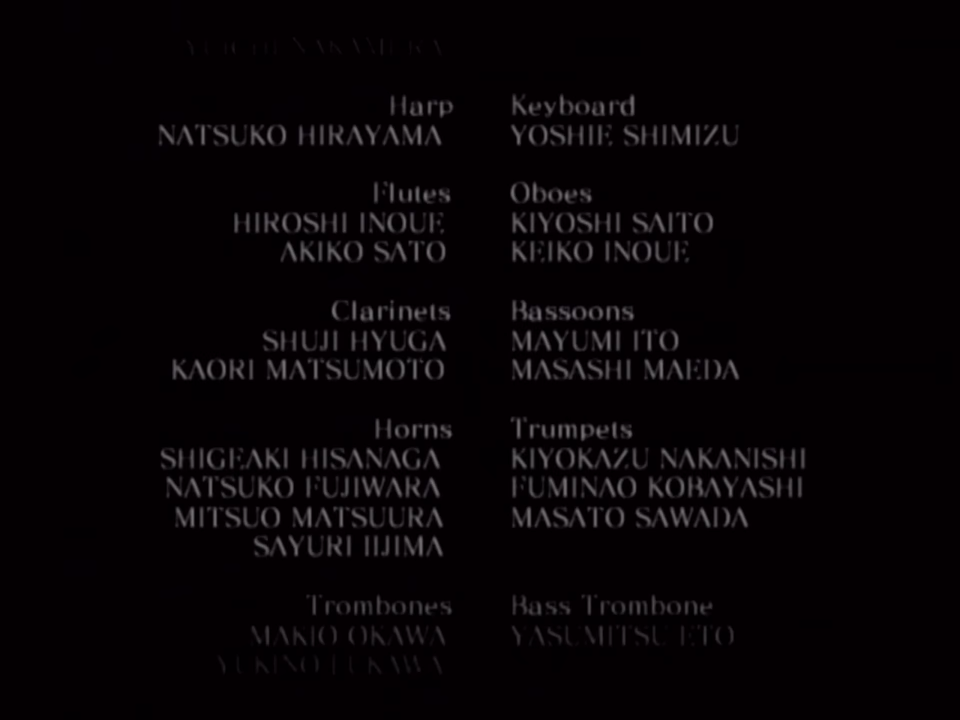 Harp
NATSUKO HIRAYAMA
Keyboard
YOSHIE SHIMIZU
Flutes
HIROSHI INOUE
AKIKO SATO
Oboes
KIYOSHI SAITO
KEIKO INOUE
Clarinets
SHUJI HYUGA
KAORI MATSUMOTO
Bassoons
MAYUMI ITO
MASASHI MAEDA
Horns
SHIGEAKI HISANAGA
NATSUKO FUJIWARA
MITSUO MATSUURA
SAYURI IIJIMA
Trumpets
KIYOKAZU NAKANISHI
FUMINAO KOBAYASHI
MASATO SAWADA
Trombones
MAKIO OKAWA
YUKINO
Bass Trombone
YASUMITSU ETO